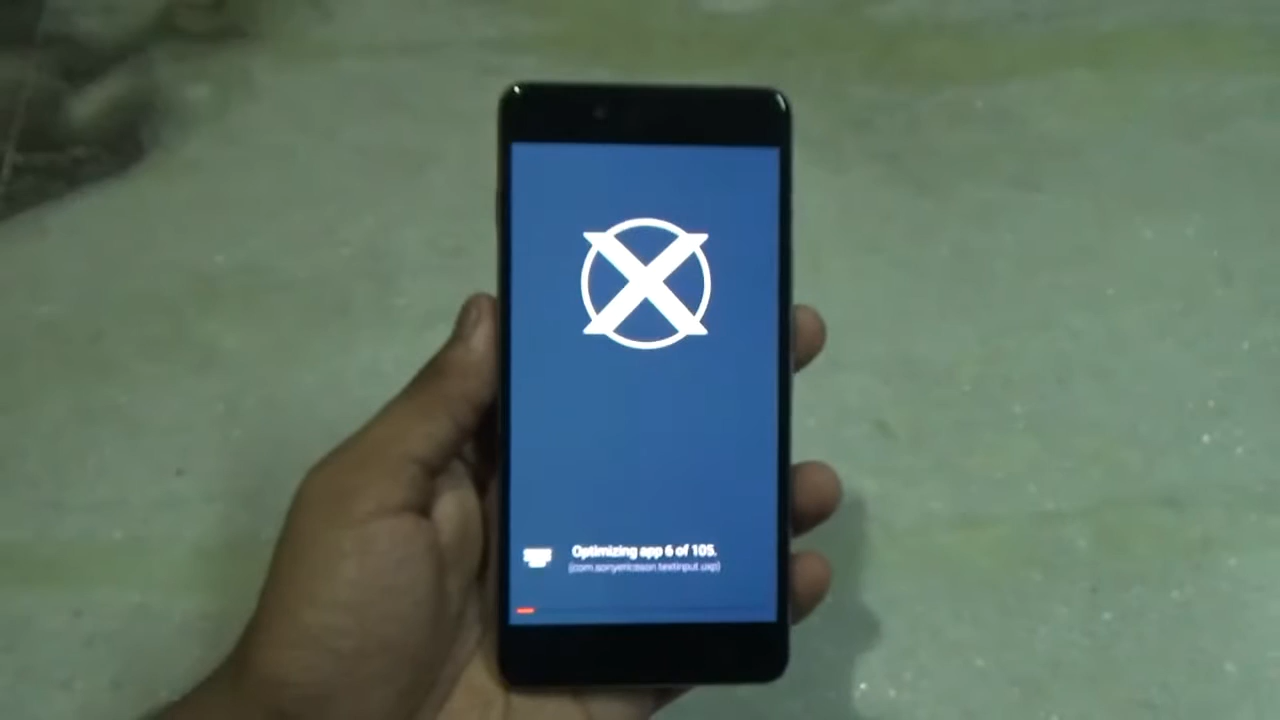 Optimizing app 6 of 105.
(com.sonyericsson.textinput.uxp)